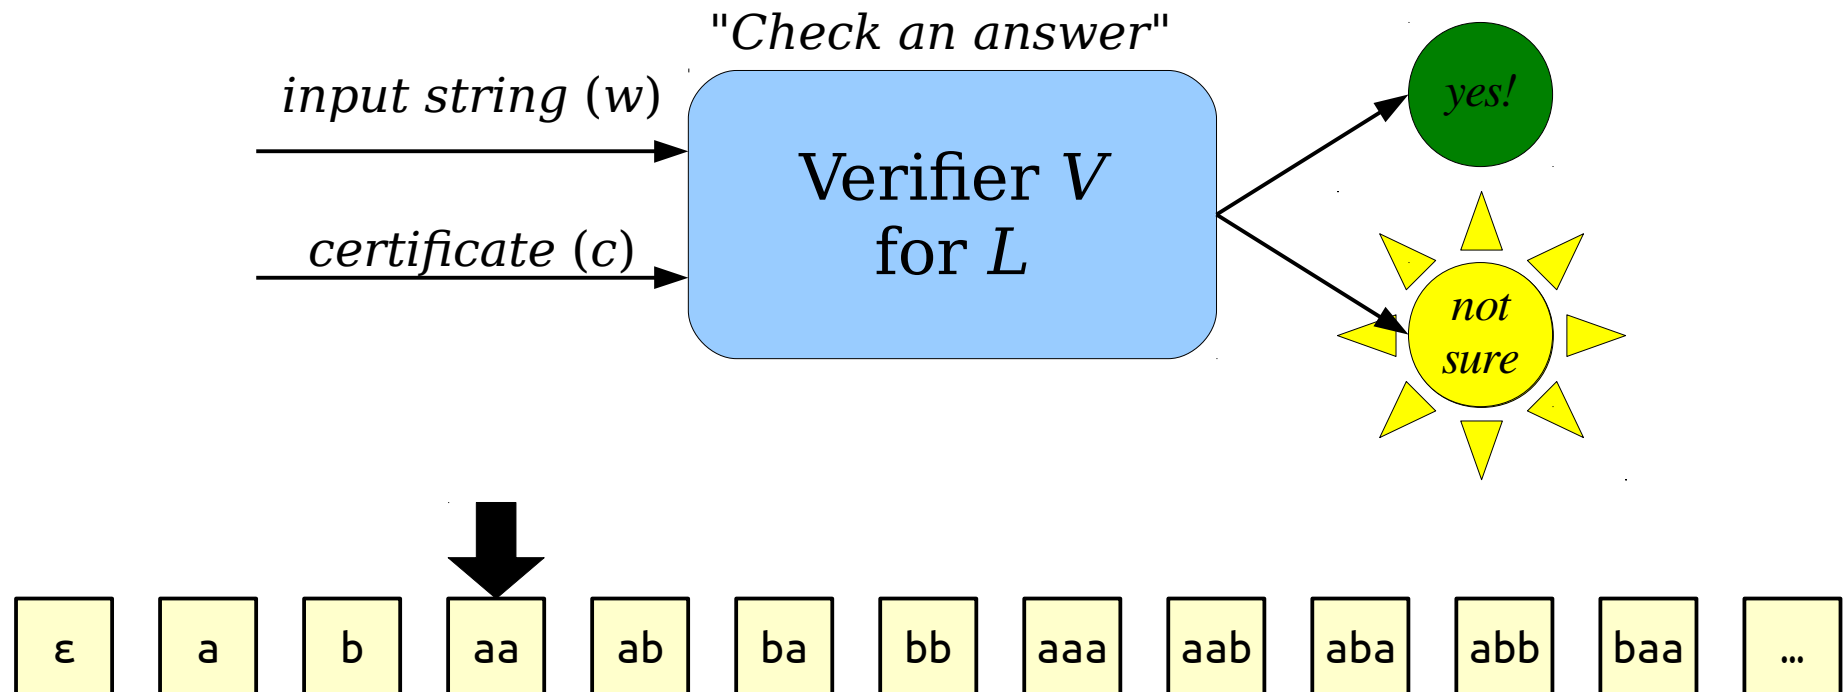 "Check an answer"
input string (w)
certificate (c)
Verifier V
for L
yes!
not
sure
ε a b aa ab ba bb aaa aab aba abb baa …